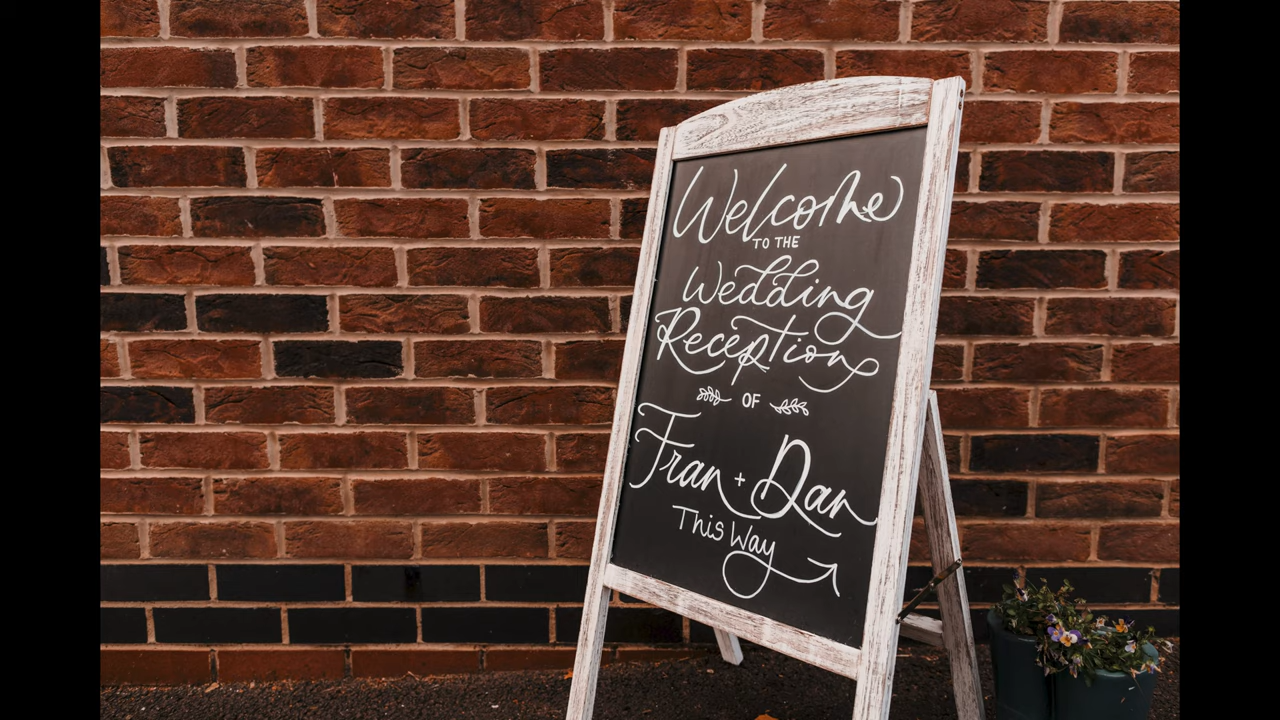 Welcome
TO THE
Wedding
Reception
OF
Fran + Dan
This Way